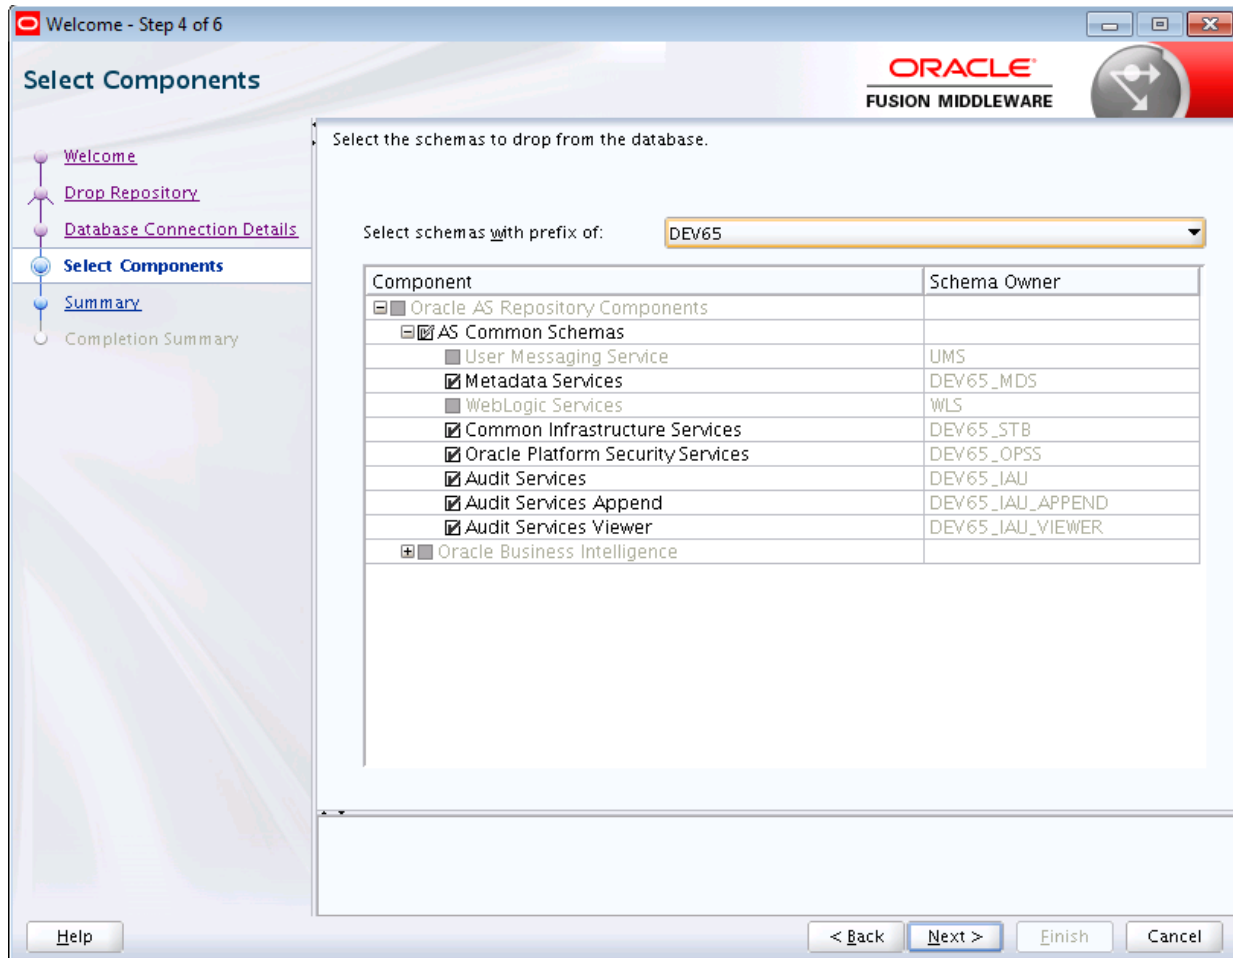 Welcome - Step 4 of 6
Select Components
ORACLE
FUSION MIDDLEWARE
Welcome
Drop Repository
Database Connection Details
Select Components
Summary
Completion Summary
Select the schemas to drop from the database.
Select schemas with prefix of: DEV65
Component Schema Owner
Oracle AS Repository Components
AS Common Schemas
User Messaging Service UMS
Metadata Services DEV65_MDS
WebLogic Services WLS
Common Infrastructure Services DEV65_STB
Oracle Platform Security Services DEV65_OPSS
Audit Services DEV65_IAU
Audit Services Append DEV65_IAU_APPEND
Audit Services Viewer DEV65_IAU_VIEWER
Oracle Business Intelligence
Help < Back Next > Finish Cancel